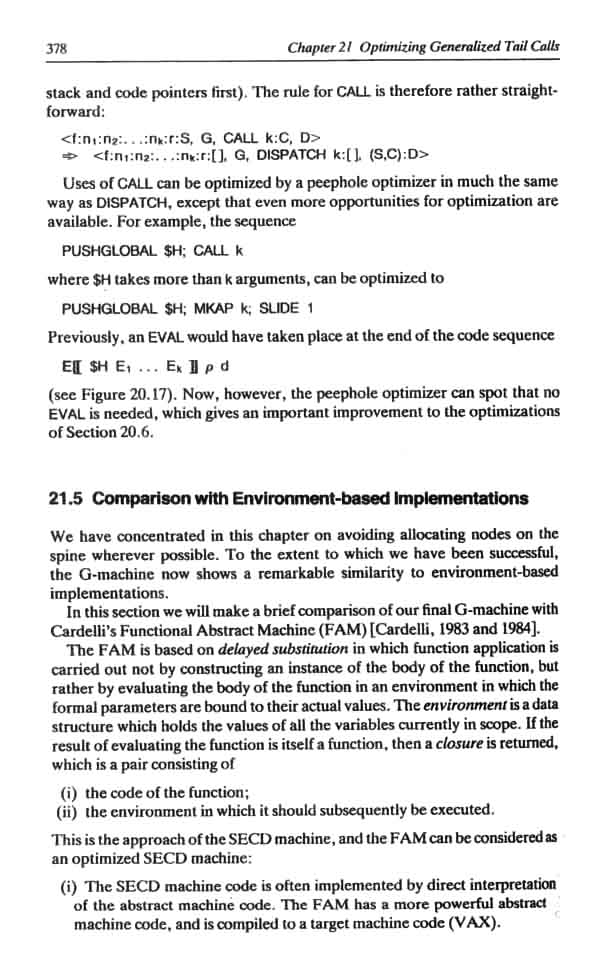 378
Chapter 21 Optimizing Generalized Tail Calls
stack and code pointers first). The rule for CALL is therefore rather straight-
forward:
<f:n₁:n₂:. . .:nₖ:r:S, G, CALL k:C, D>
⇒ <f:n₁:n₂:. . .:nₖ:r:[ ], G, DISPATCH k:[ ], (S,C):D>
Uses of CALL can be optimized by a peephole optimizer in much the same
way as DISPATCH, except that even more opportunities for optimization are
available. For example, the sequence
PUSHGLOBAL $H; CALL k
where $H takes more than k arguments, can be optimized to
PUSHGLOBAL $H; MKAP k; SLIDE 1
Previously, an EVAL would have taken place at the end of the code sequence
E⟦ $H E₁ ... Eₖ ⟧ ρ d
(see Figure 20.17). Now, however, the peephole optimizer can spot that no
EVAL is needed, which gives an important improvement to the optimizations
of Section 20.6.
21.5 Comparison with Environment-based Implementations
We have concentrated in this chapter on avoiding allocating nodes on the
spine wherever possible. To the extent to which we have been successful,
the G-machine now shows a remarkable similarity to environment-based
implementations.
In this section we will make a brief comparison of our final G-machine with
Cardelli's Functional Abstract Machine (FAM) [Cardelli, 1983 and 1984].
The FAM is based on delayed substitution in which function application is
carried out not by constructing an instance of the body of the function, but
rather by evaluating the body of the function in an environment in which the
formal parameters are bound to their actual values. The environment is a data
structure which holds the values of all the variables currently in scope. If the
result of evaluating the function is itself a function, then a closure is returned,
which is a pair consisting of
(i) the code of the function;
(ii) the environment in which it should subsequently be executed.
This is the approach of the SECD machine, and the FAM can be considered as
an optimized SECD machine:
(i) The SECD machine code is often implemented by direct interpretation
of the abstract machine code. The FAM has a more powerful abstract
machine code, and is compiled to a target machine code (VAX).